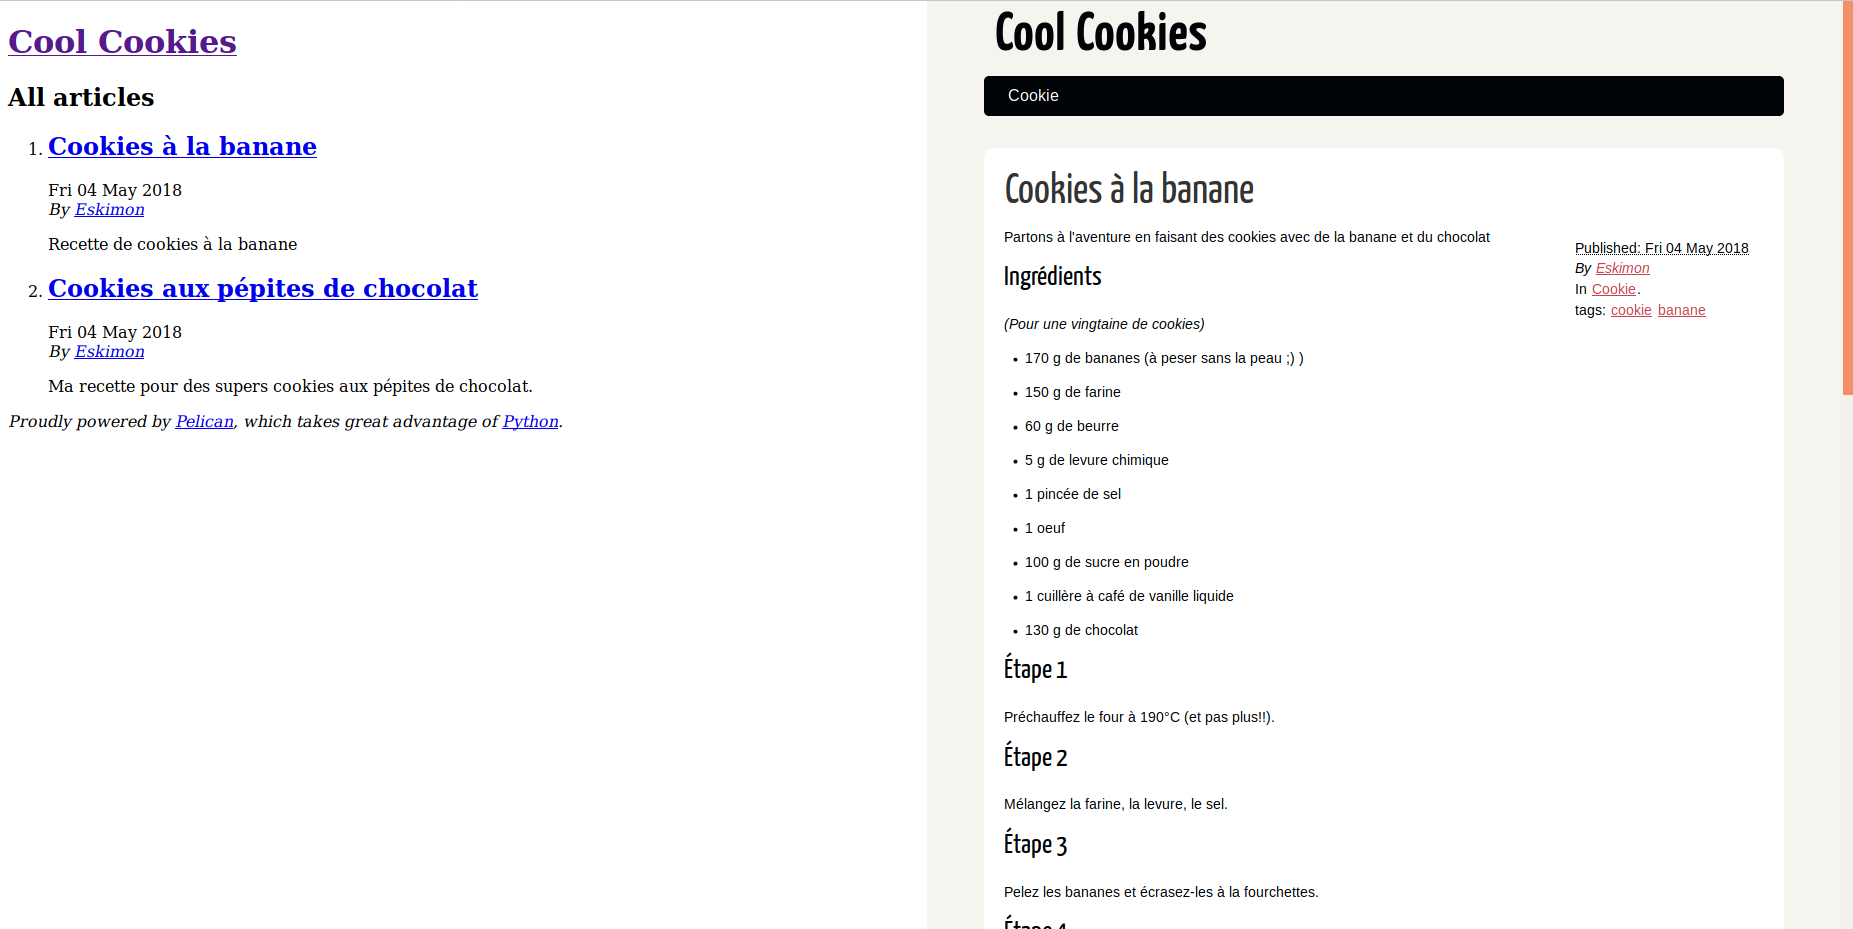 Cool Cookies
All articles
1. Cookies à la banane
Fri 04 May 2018
By Eskimon
Recette de cookies à la banane
2. Cookies aux pépites de chocolat
Fri 04 May 2018
By Eskimon
Ma recette pour des supers cookies aux pépites de chocolat.
Proudly powered by Pelican, which takes great advantage of Python.
Cool Cookies
Cookie
Cookies à la banane
Partons à l'aventure en faisant des cookies avec de la banane et du chocolat
Published: Fri 04 May 2018
By Eskimon
In Cookie.
tags: cookie banane
Ingrédients
(Pour une vingtaine de cookies)
• 170 g de bananes (à peser sans la peau ;) )
• 150 g de farine
• 60 g de beurre
• 5 g de levure chimique
• 1 pincée de sel
• 1 oeuf
• 100 g de sucre en poudre
• 1 cuillère à café de vanille liquide
• 130 g de chocolat
Étape 1
Préchauffez le four à 190°C (et pas plus!!).
Étape 2
Mélangez la farine, la levure, le sel.
Étape 3
Pelez les bananes et écrasez-les à la fourchettes.
Étape 4